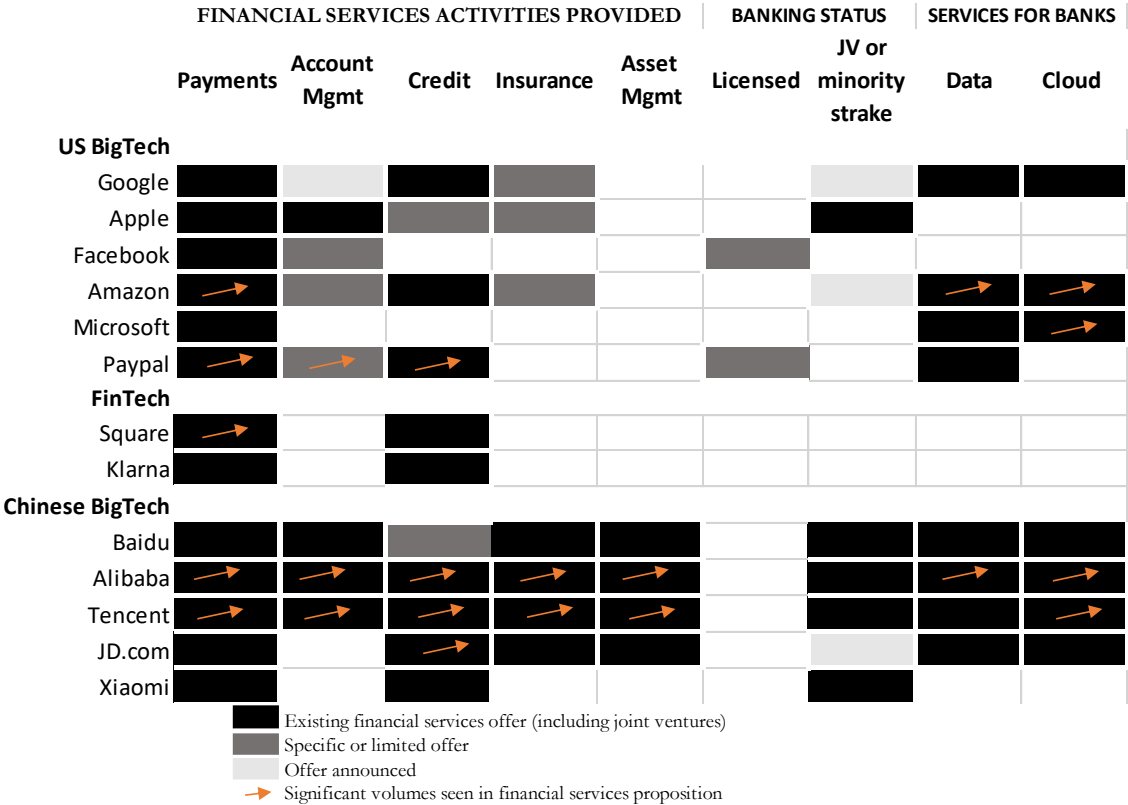 FINANCIAL SERVICES ACTIVITIES PROVIDED BANKING STATUS SERVICES FOR BANKS
Payments Account Mgmt Credit Insurance Asset Mgmt Licensed JV or minority strake Data Cloud
US BigTech
Google
Apple
Facebook
Amazon
Microsoft
Paypal
FinTech
Square
Klarna
Chinese BigTech
Baidu
Alibaba
Tencent
JD.com
Xiaomi
Existing financial services offer (including joint ventures)
Specific or limited offer
Offer announced
Significant volumes seen in financial services proposition